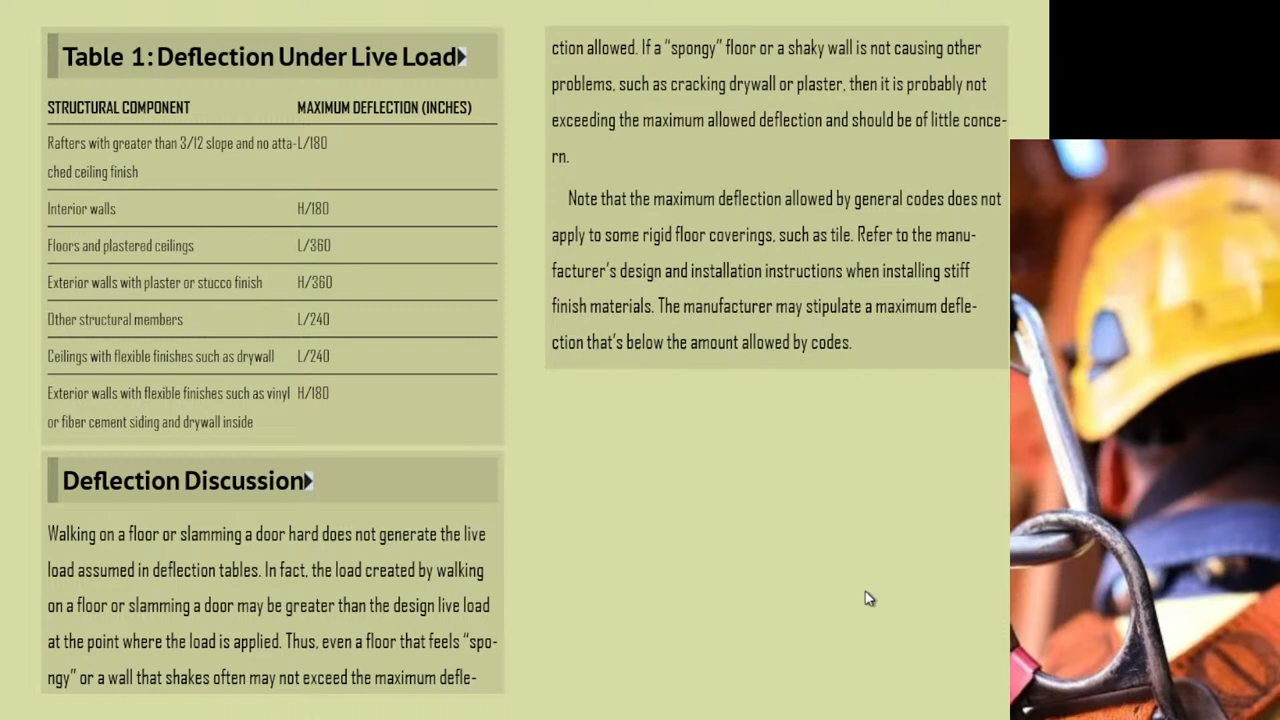 Table 1: Deflection Under Live Load
STRUCTURAL COMPONENT MAXIMUM DEFLECTION (INCHES)
Rafters with greater than 3/12 slope and no atta- L/180
ched ceiling finish
Interior walls H/180
Floors and plastered ceilings L/360
Exterior walls with plaster or stucco finish H/360
Other structural members L/240
Ceilings with flexible finishes such as drywall L/240
Exterior walls with flexible finishes such as vinyl H/180
or fiber cement siding and drywall inside
Deflection Discussion
Walking on a floor or slamming a door hard does not generate the live
load assumed in deflection tables. In fact, the load created by walking
on a floor or slamming a door may be greater than the design live load
at the point where the load is applied. Thus, even a floor that feels “spo-
ngy” or a wall that shakes often may not exceed the maximum defle-
ction allowed. If a “spongy” floor or a shaky wall is not causing other
problems, such as cracking drywall or plaster, then it is probably not
exceeding the maximum allowed deflection and should be of little conce-
rn.
Note that the maximum deflection allowed by general codes does not
apply to some rigid floor coverings, such as tile. Refer to the manu-
facturer’s design and installation instructions when installing stiff
finish materials. The manufacturer may stipulate a maximum defle-
ction that’s below the amount allowed by codes.